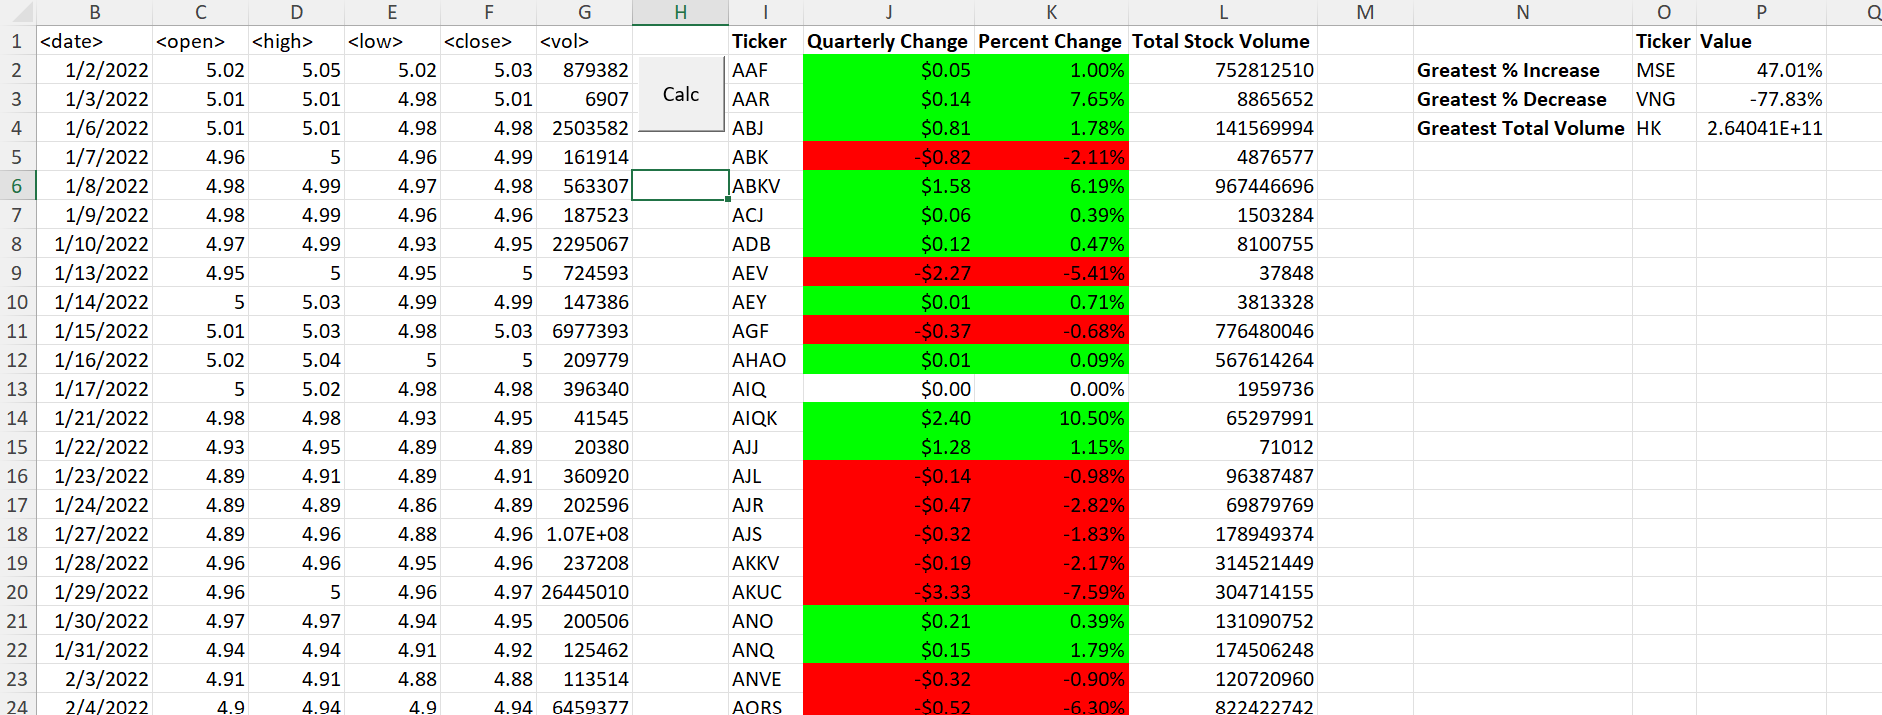 B C D E F G H I J K L M N O P Q
1 <date> <open> <high> <low> <close> <vol> Ticker Quarterly Change Percent Change Total Stock Volume Ticker Value
2 1/2/2022 5.02 5.05 5.02 5.03 879382 Calc AAF $0.05 1.00% 752812510 Greatest % Increase MSE 47.01%
3 1/3/2022 5.01 5.01 4.98 5.01 6907 AAR $0.14 7.65% 8865652 Greatest % Decrease VNG -77.83%
4 1/6/2022 5.01 5.01 4.98 4.98 2503582 ABJ $0.81 1.78% 141569994 Greatest Total Volume HK 2.64041E+11
5 1/7/2022 4.96 5 4.96 4.99 161914 ABK -$0.82 -2.11% 4876577
6 1/8/2022 4.98 4.99 4.97 4.98 563307 ABKV $1.58 6.19% 967446696
7 1/9/2022 4.98 4.99 4.96 4.96 187523 ACJ $0.06 0.39% 1503284
8 1/10/2022 4.97 4.99 4.93 4.95 2295067 ADB $0.12 0.47% 8100755
9 1/13/2022 4.95 5 4.95 5 724593 AEV -$2.27 -5.41% 37848
10 1/14/2022 5 5.03 4.99 4.99 147386 AEY $0.01 0.71% 3813328
11 1/15/2022 5.01 5.03 4.98 5.03 6977393 AGF -$0.37 -0.68% 776480046
12 1/16/2022 5.02 5.04 5 5 209779 AHAO $0.01 0.09% 567614264
13 1/17/2022 5 5.02 4.98 4.98 396340 AIQ $0.00 0.00% 1959736
14 1/21/2022 4.98 4.98 4.93 4.95 41545 AIQK $2.40 10.50% 65297991
15 1/22/2022 4.93 4.95 4.89 4.89 20380 AJJ $1.28 1.15% 71012
16 1/23/2022 4.89 4.91 4.89 4.91 360920 AJL -$0.14 -0.98% 96387487
17 1/24/2022 4.89 4.89 4.86 4.89 202596 AJR -$0.47 -2.82% 69879769
18 1/27/2022 4.89 4.96 4.88 4.96 1.07E+08 AJS -$0.32 -1.83% 178949374
19 1/28/2022 4.96 4.96 4.95 4.96 237208 AKKV -$0.19 -2.17% 314521449
20 1/29/2022 4.96 5 4.96 4.97 26445010 AKUC -$3.33 -7.59% 304714155
21 1/30/2022 4.97 4.97 4.94 4.95 200506 ANO $0.21 0.39% 131090752
22 1/31/2022 4.94 4.94 4.91 4.92 125462 ANQ $0.15 1.79% 174506248
23 2/3/2022 4.91 4.91 4.88 4.88 113514 ANVE -$0.32 -0.90% 120720960
24 2/4/2022 4.9 4.94 4.9 4.94 6459377 AORS -$0.52 -6.30% 822422742